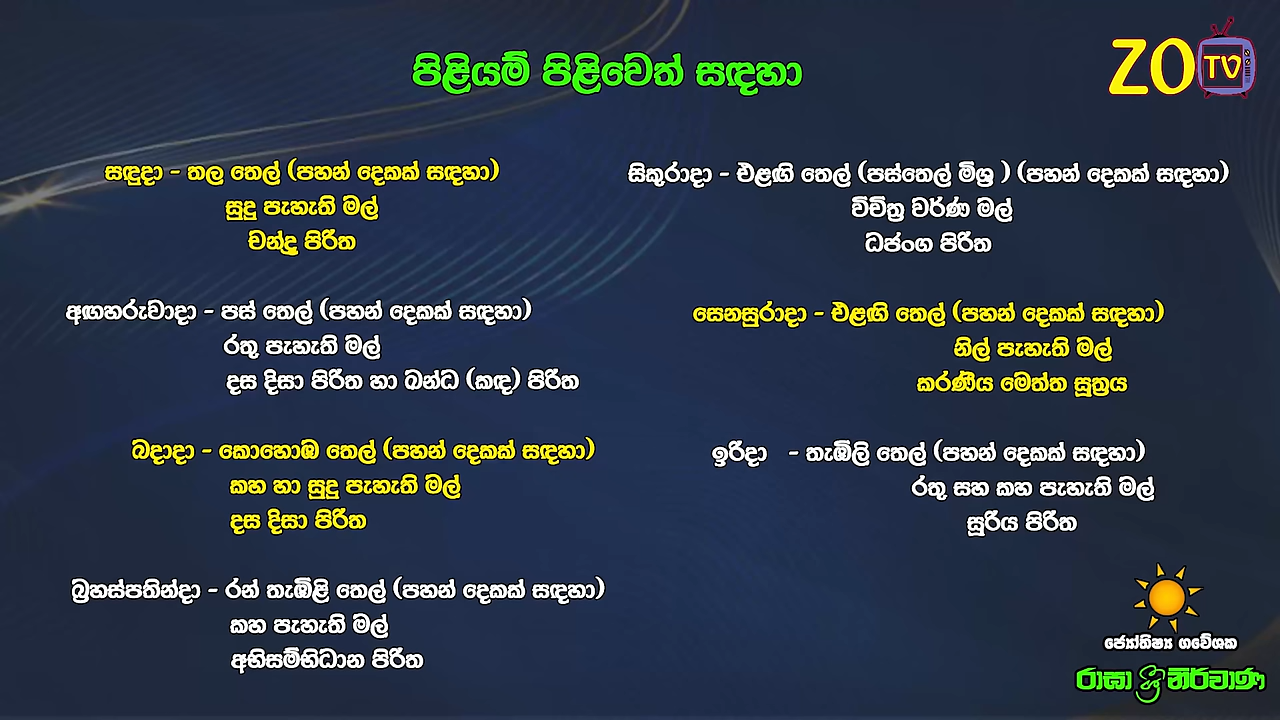 පිළියම් පිළිවෙත් සඳහා
ZO TV
සඳුදා - තල තෙල් (පහන් දෙකක් සඳහා)
සුදු පැහැති මල්
චන්ද්‍ර පිරිත
අඟහරුවාදා - පස් තෙල් (පහන් දෙකක් සඳහා)
රතු පැහැති මල්
දස දිසා පිරිත හා ඛන්ධ (කඳ) පිරිත
බදාදා - කොහොඹ තෙල් (පහන් දෙකක් සඳහා)
කහ හා සුදු පැහැති මල්
දස දිසා පිරිත
බ්‍රහස්පතින්දා - රන් තැඹිළි තෙල් (පහන් දෙකක් සඳහා)
කහ පැහැති මල්
අභිසම්භිධාන පිරිත
සිකුරාදා - එළඟි තෙල් (පස්තෙල් මිශ්‍ර ) (පහන් දෙකක් සඳහා)
විචිත්‍ර වර්ණ මල්
ධජංග පිරිත
සෙනසුරාදා - එළඟි තෙල් (පහන් දෙකක් සඳහා)
නිල් පැහැති මල්
කරණීය මෙත්ත සූත්‍රය
ඉරිදා - තැඹිලි තෙල් (පහන් දෙකක් සඳහා)
රතු සහ කහ පැහැති මල්
සූරිය පිරිත
ජ්‍යෝතිෂ්‍ය ගවේශක
රාඝා ශ්‍රී නිර්වාණ